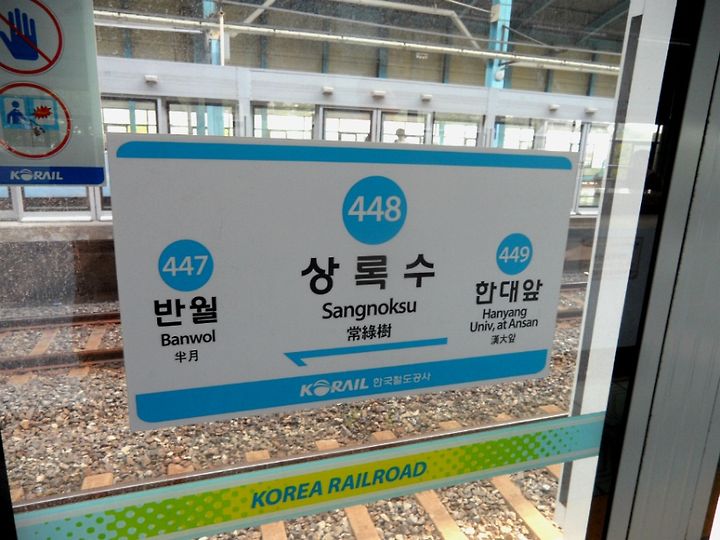 KORAIL
448
상록수
Sangnoksu
常綠樹
447
반월
Banwol
半月
449
한대앞
Hanyang
Univ, at Ansan
漢大앞
KORAIL 한국철도공사
KOREA RAILROAD